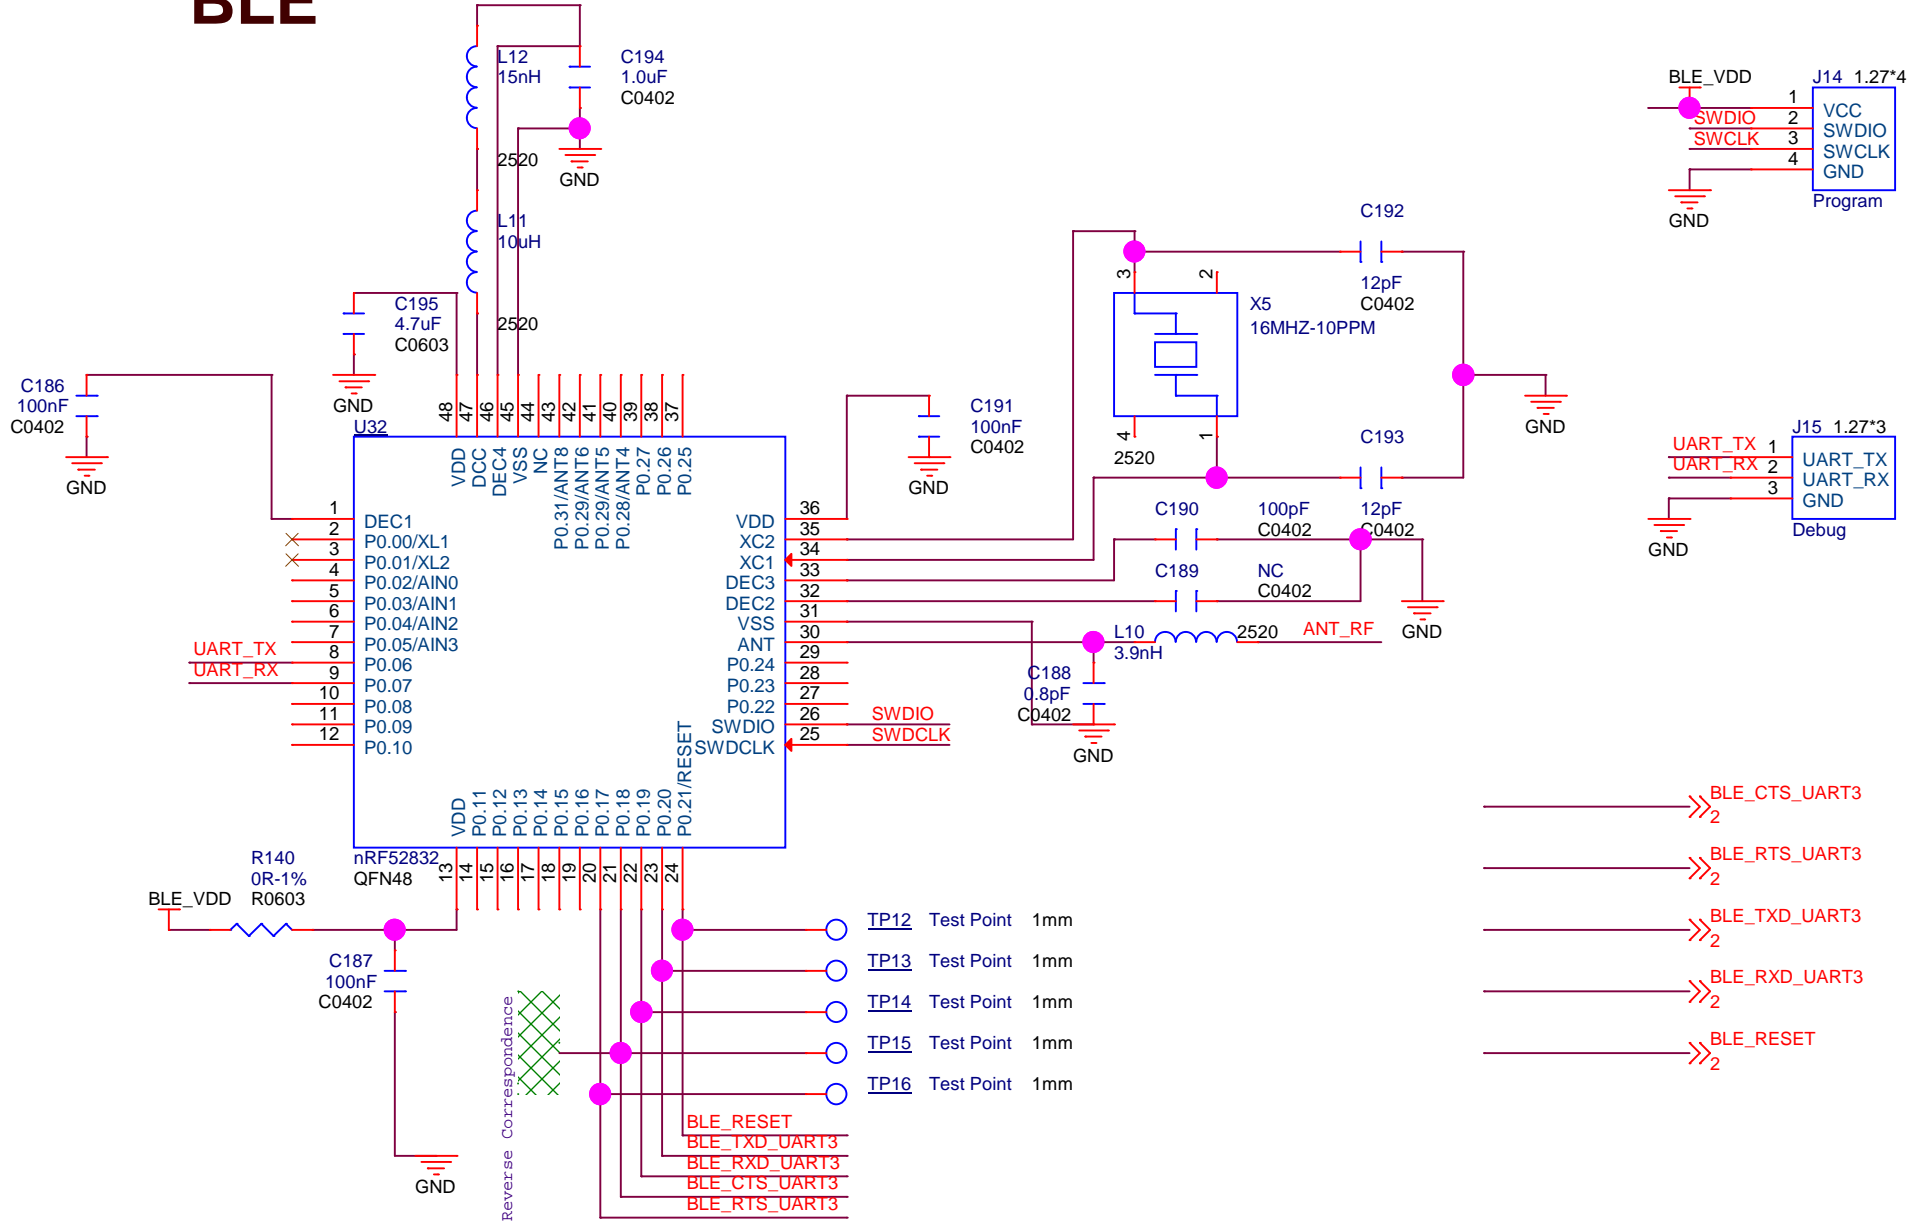 BLE
L12
15nH
2520
C194
1.0uF
C0402
GND
L11
10uH
2520
C195
4.7uF
C0603
GND
C186
100nF
C0402
GND
U32
48
47
46
45
44
43
42
41
40
39
38
37
VDD
DCC
DEC4
VSS
NC
P0.31/ANT8
P0.29/ANT6
P0.29/ANT5
P0.28/ANT4
P0.27
P0.26
P0.25
1 DEC1
2 P0.00/XL1
3 P0.01/XL2
4 P0.02/AIN0
5 P0.03/AIN1
6 P0.04/AIN2
7 P0.05/AIN3
UART_TX 8 P0.06
UART_RX 9 P0.07
10 P0.08
11 P0.09
12 P0.10
VDD 36
XC2 35
XC1 34
DEC3 33
DEC2 32
VSS 31
ANT 30
P0.24 29
P0.23 28
P0.22 27
SWDIO 26 SWDIO
SWDCLK 25 SWDCLK
VDD
P0.11
P0.12
P0.13
P0.14
P0.15
P0.16
P0.17
P0.18
P0.19
P0.20
P0.21/RESET
13
14
15
16
17
18
19
20
21
22
23
24
nRF52832
QFN48
C191
100nF
C0402
GND
3
2
4
1
2520
X5
16MHZ-10PPM
C192
12pF
C0402
C193
12pF
C0402
GND
C190 100pF
C0402
C189 NC
C0402
GND
L10
3.9nH
2520 ANT_RF
C188
0.8pF
C0402
GND
BLE_VDD
R140
0R-1%
R0603
C187
100nF
C0402
GND
Reverse Correspondence
TP12 Test Point 1mm
TP13 Test Point 1mm
TP14 Test Point 1mm
TP15 Test Point 1mm
TP16 Test Point 1mm
BLE_RESET
BLE_TXD_UART3
BLE_RXD_UART3
BLE_CTS_UART3
BLE_RTS_UART3
BLE_VDD
J14 1.27*4
1 VCC
SWDIO 2 SWDIO
SWCLK 3 SWCLK
4 GND
GND
Program
J15 1.27*3
UART_TX 1 UART_TX
UART_RX 2 UART_RX
3 GND
GND
Debug
BLE_CTS_UART3
2
BLE_RTS_UART3
2
BLE_TXD_UART3
2
BLE_RXD_UART3
2
BLE_RESET
2